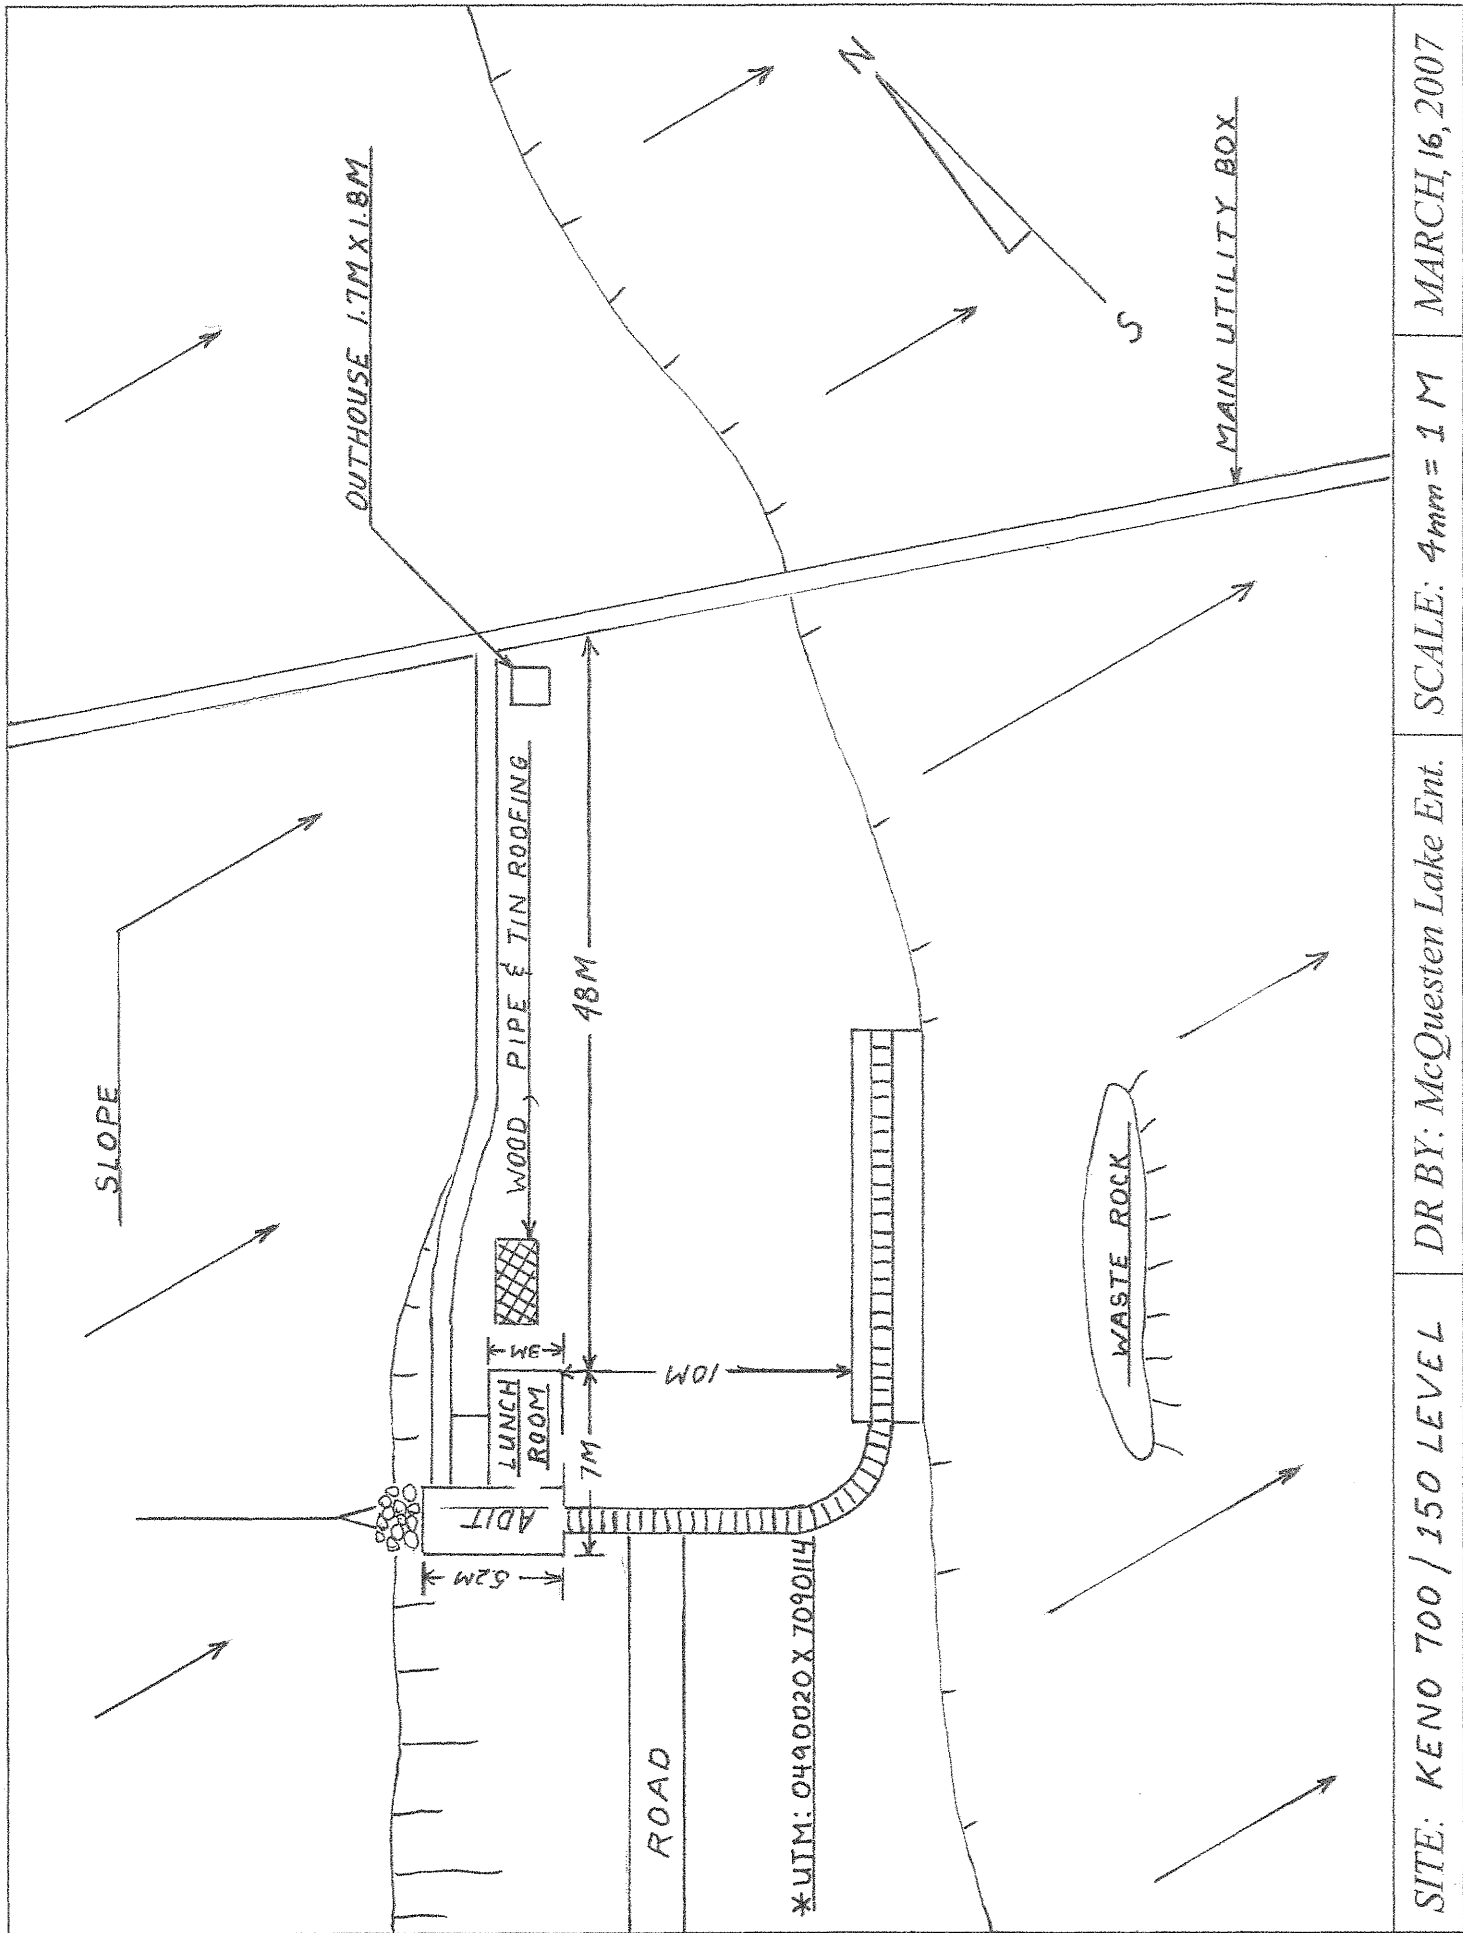 SLOPE
OUTHOUSE 1.7M X 1.8M
WOOD, PIPE & TIN ROOFING
48M
3M
LUNCH
ROOM
7M
10M
ADIT
5.2M
ROAD
*UTM: 0490020 X 7090114
WASTE ROCK
N
S
MAIN UTILITY BOX
SITE: KENO 700 / 150 LEVEL
DR BY: McQuesten Lake Ent.
SCALE: 4mm = 1 M
MARCH, 16, 2007